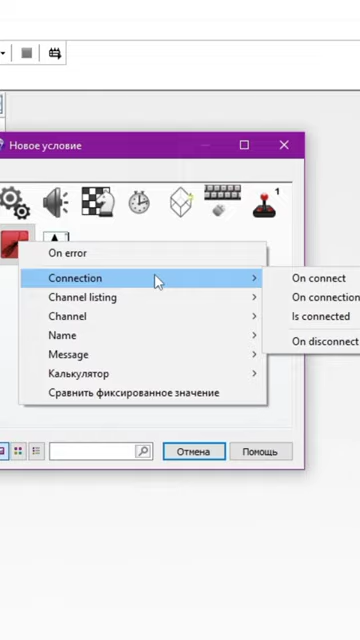 Новое условие
1
On error
Connection
Channel listing
Channel
Name
Message
Калькулятор
Сравнить фиксированное значение
On connect
On connection
Is connected
On disconnect
Отмена
Помощь